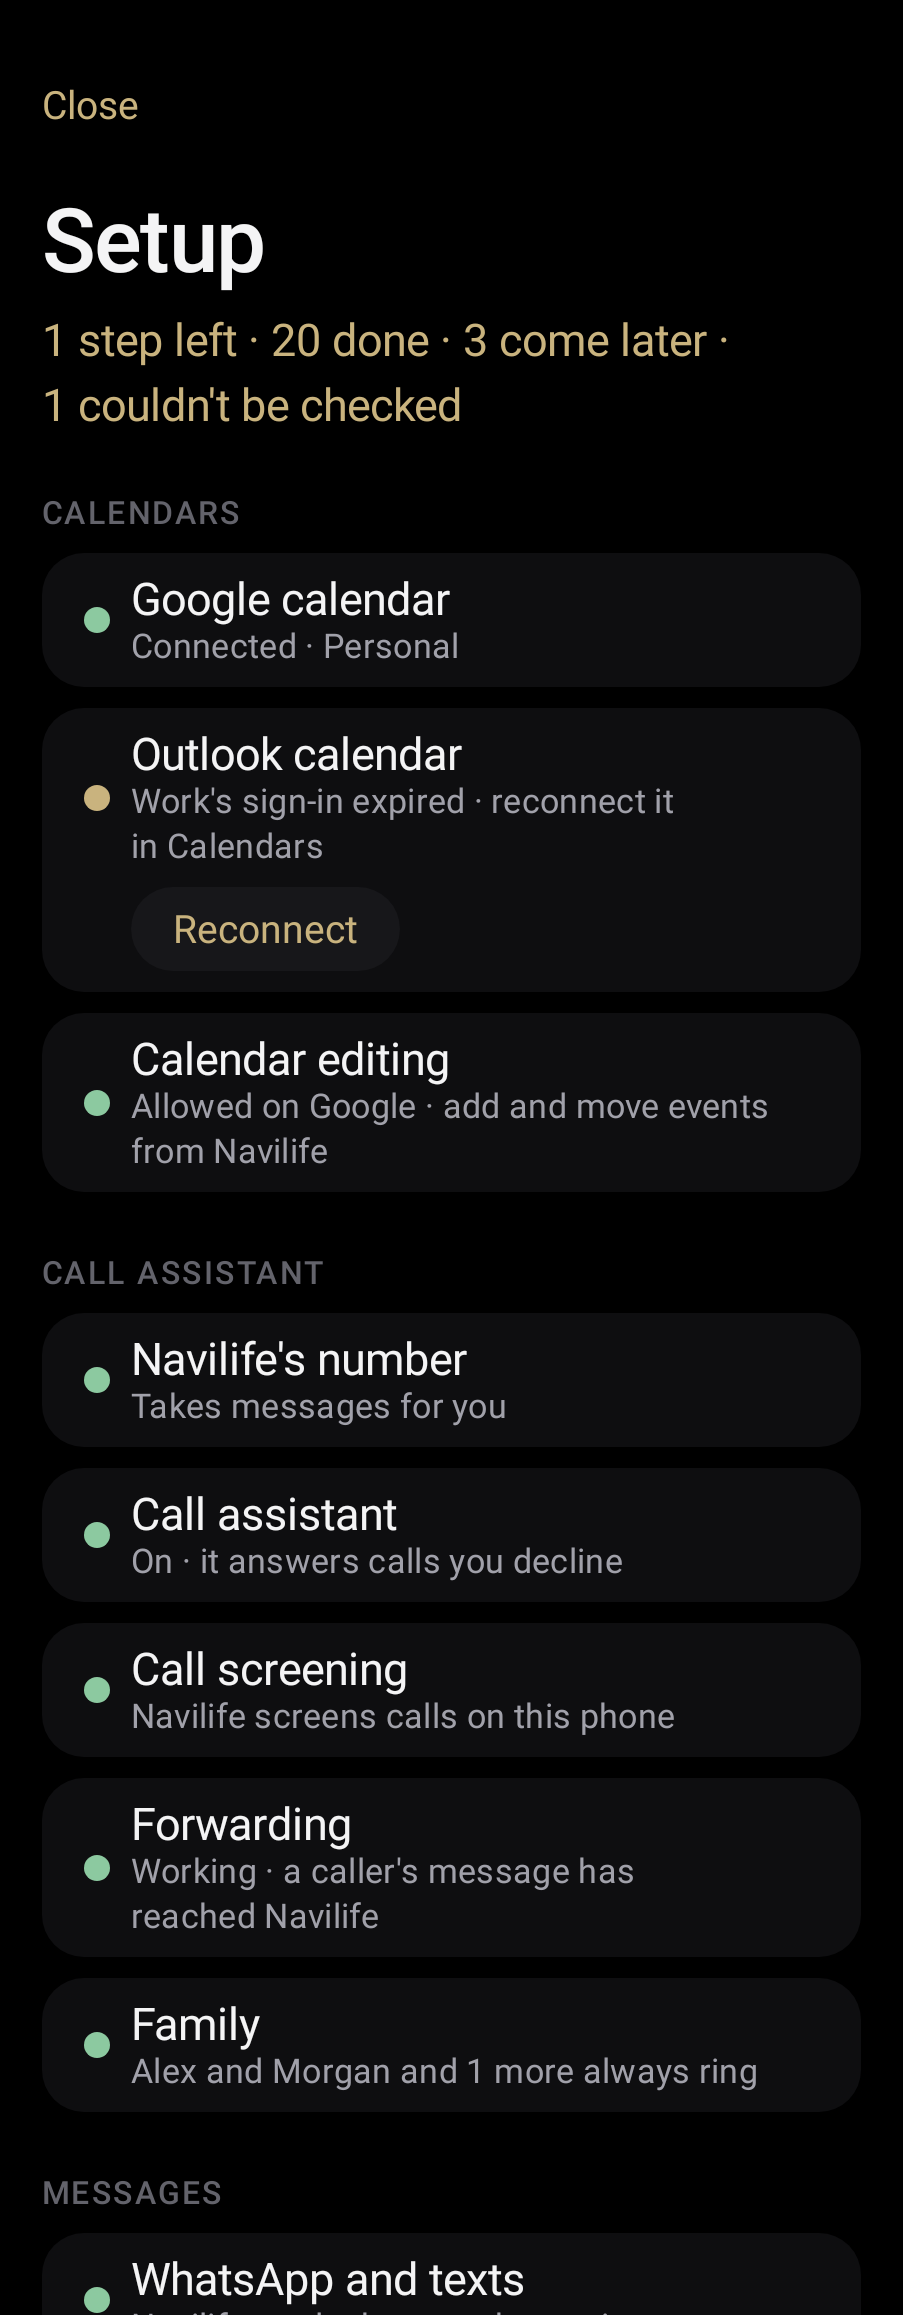 Close
Setup
1 step left · 20 done · 3 come later ·
1 couldn't be checked
CALENDARS
Google calendar
Connected · Personal
Outlook calendar
Work's sign-in expired · reconnect it
in Calendars
Reconnect
Calendar editing
Allowed on Google · add and move events
from Navilife
CALL ASSISTANT
Navilife's number
Takes messages for you
Call assistant
On · it answers calls you decline
Call screening
Navilife screens calls on this phone
Forwarding
Working · a caller's message has
reached Navilife
Family
Alex and Morgan and 1 more always ring
MESSAGES
WhatsApp and texts